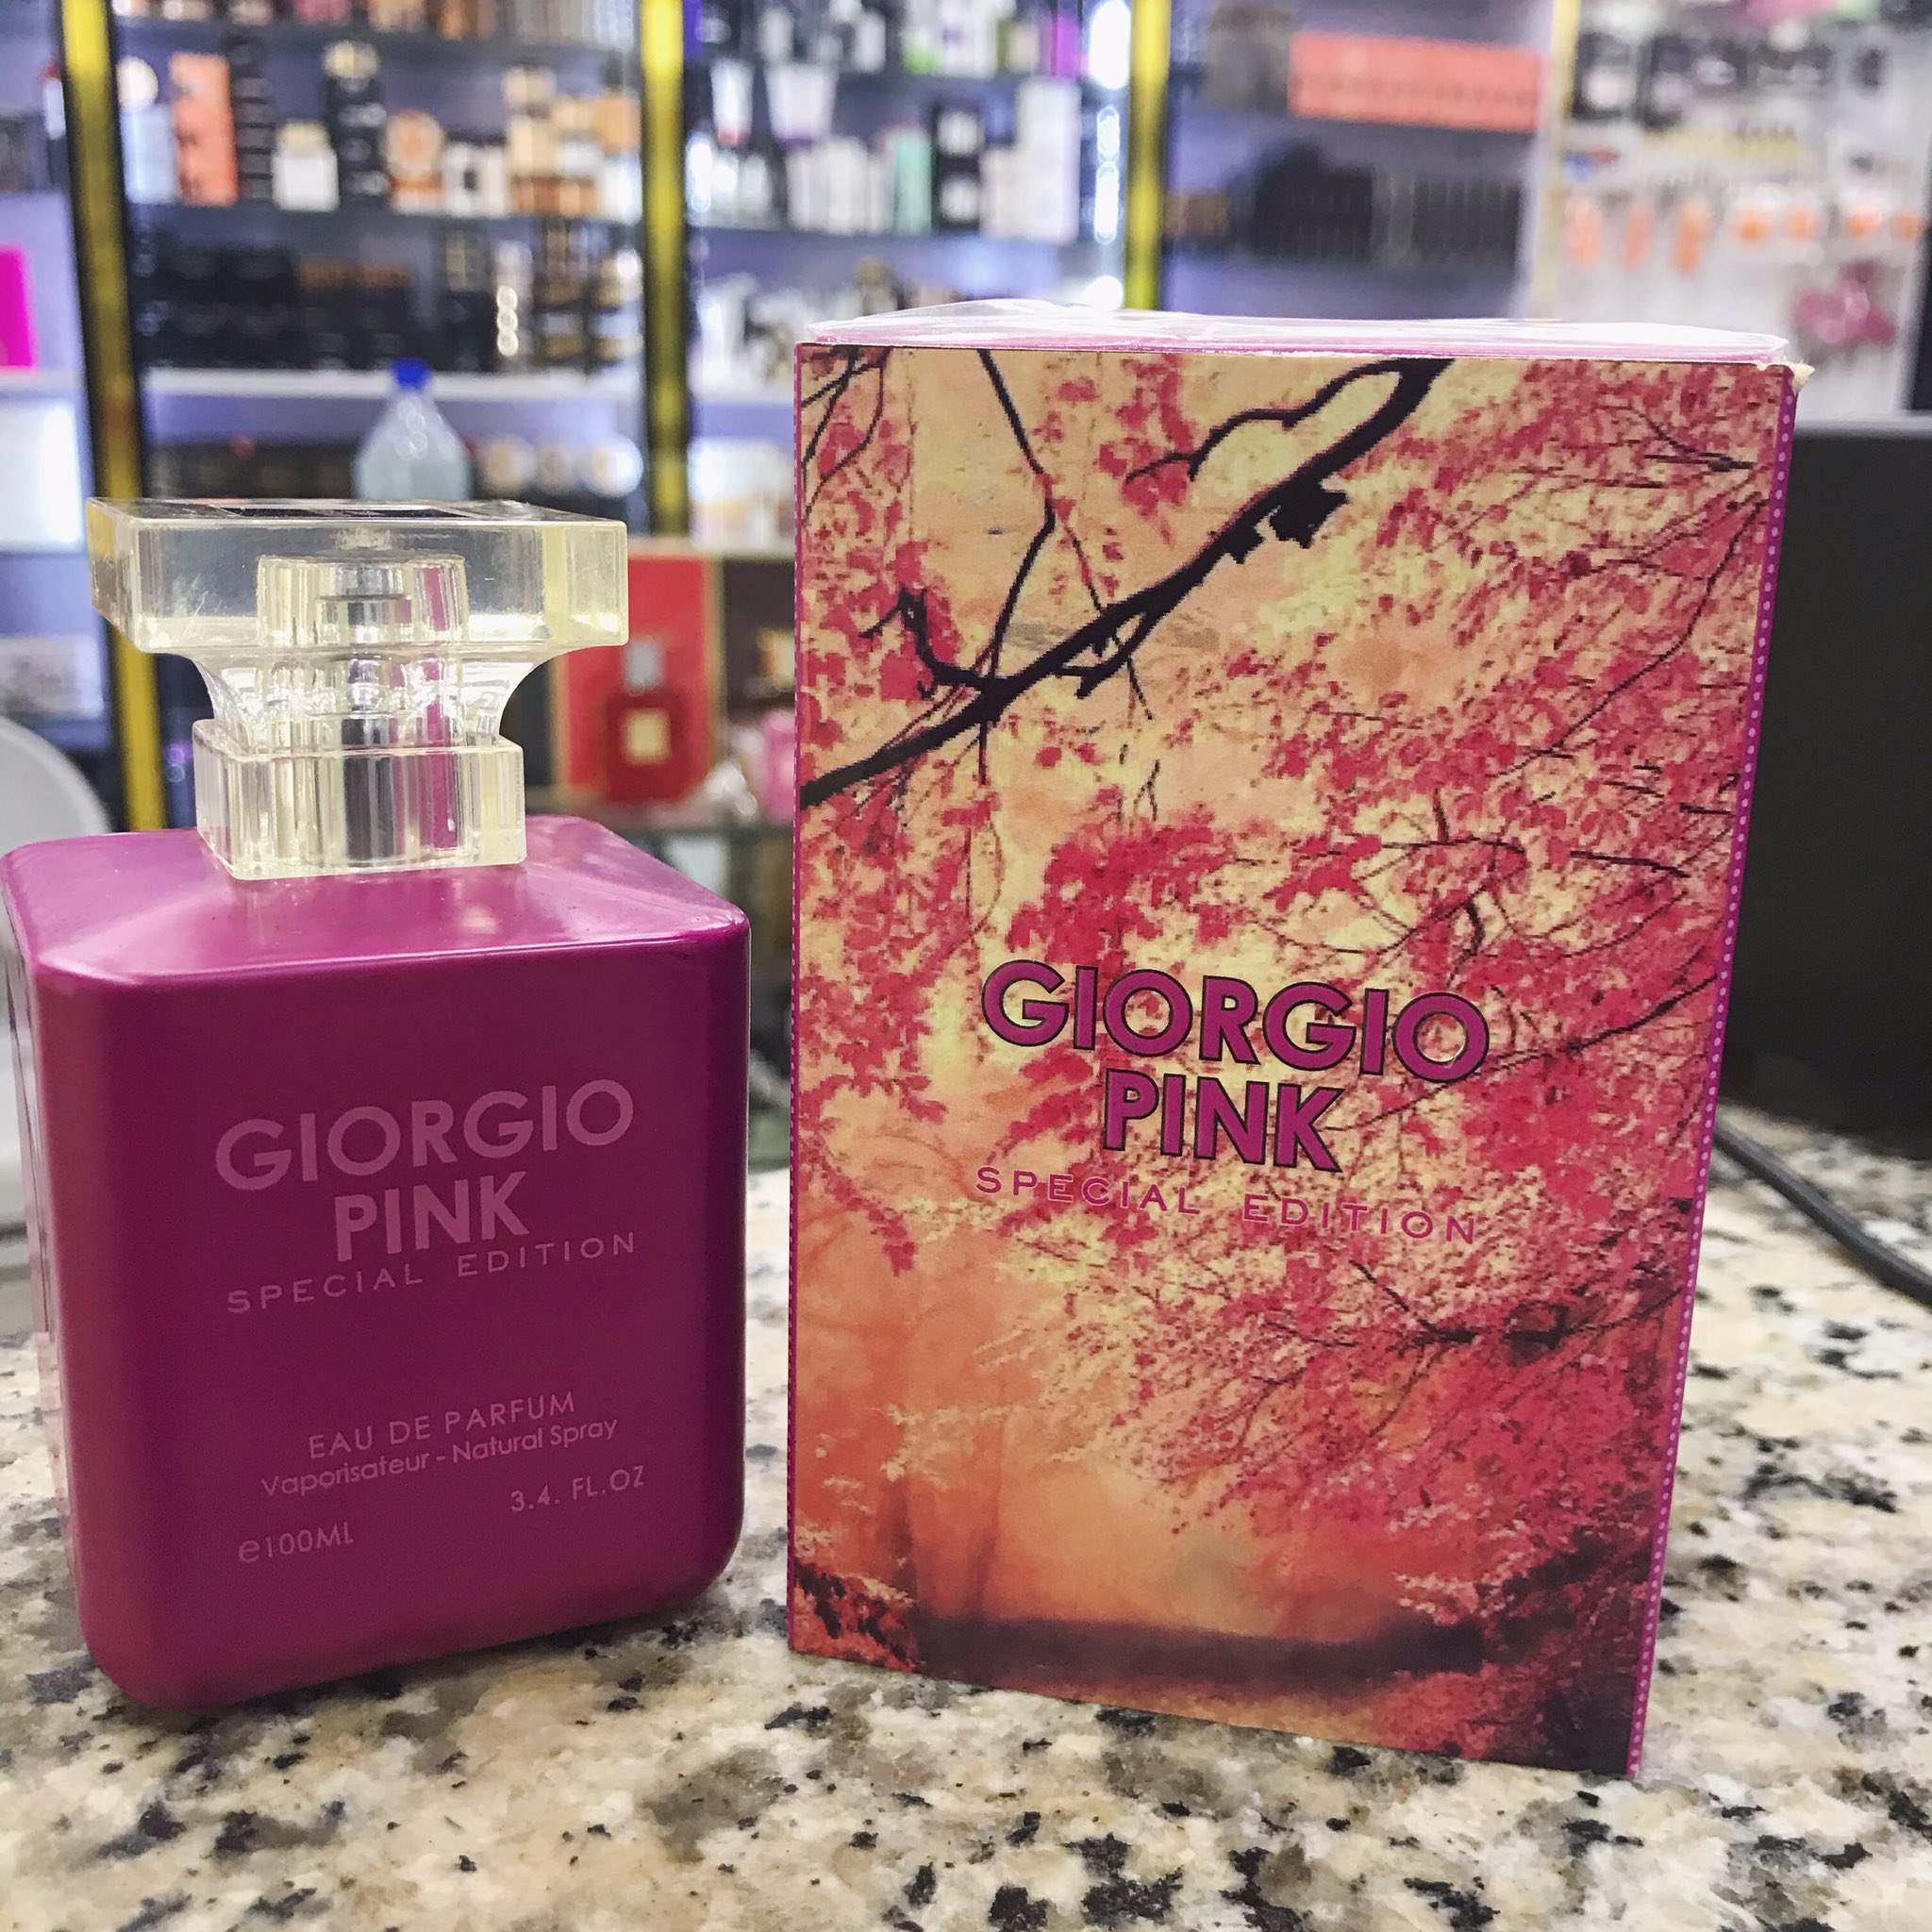 GIORGIO
PINK
SPECIAL EDITION
EAU DE PARFUM
Vaporisateur - Natural Spray
3.4. FL.OZ
e100ML
GIORGIO
PINK
SPECIAL EDITION